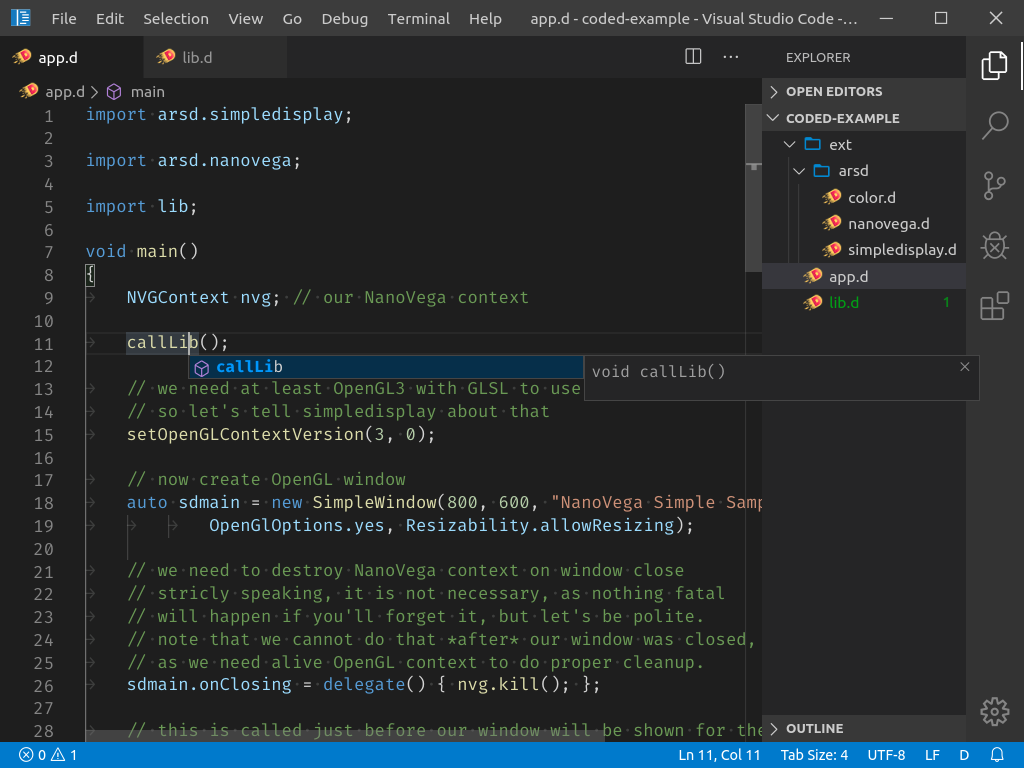 File Edit Selection View Go Debug Terminal Help app.d - coded-example - Visual Studio Code -...
app.d lib.d
app.d > main
1 import arsd.simpledisplay;
2
3 import arsd.nanovega;
4
5 import lib;
6
7 void main()
8 {
9 NVGContext nvg; // our NanoVega context
10
11 callLib();
callLib
void callLib()
12
13 // we need at least OpenGL3 with GLSL to use
14 // so let's tell simpledisplay about that
15 setOpenGLContextVersion(3, 0);
16
17 // now create OpenGL window
18 auto sdmain = new SimpleWindow(800, 600, "NanoVega Simple Samp
19 OpenGlOptions.yes, Resizability.allowResizing);
20
21 // we need to destroy NanoVega context on window close
22 // stricly speaking, it is not necessary, as nothing fatal
23 // will happen if you'll forget it, but let's be polite.
24 // note that we cannot do that *after* our window was closed,
25 // as we need alive OpenGL context to do proper cleanup.
26 sdmain.onClosing = delegate() { nvg.kill(); };
27
28 // this is called just before our window will be shown for the
EXPLORER
OPEN EDITORS
CODED-EXAMPLE
ext
arsd
color.d
nanovega.d
simpledisplay.d
app.d
lib.d 1
OUTLINE
0 1 Ln 11, Col 11 Tab Size: 4 UTF-8 LF D